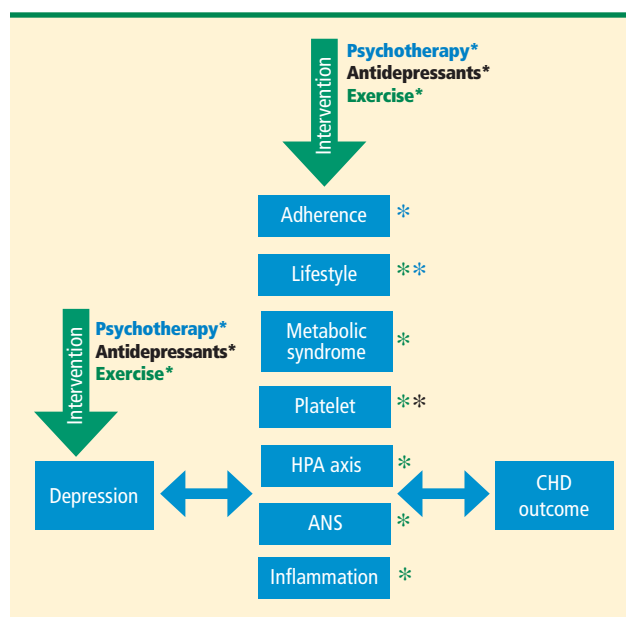 Intervention
Psychotherapy*
Antidepressants*
Exercise*
Adherence *
Lifestyle **
Metabolic
syndrome *
Platelet **
HPA axis *
ANS *
Inflammation *
Intervention
Psychotherapy*
Antidepressants*
Exercise*
Depression
CHD
outcome